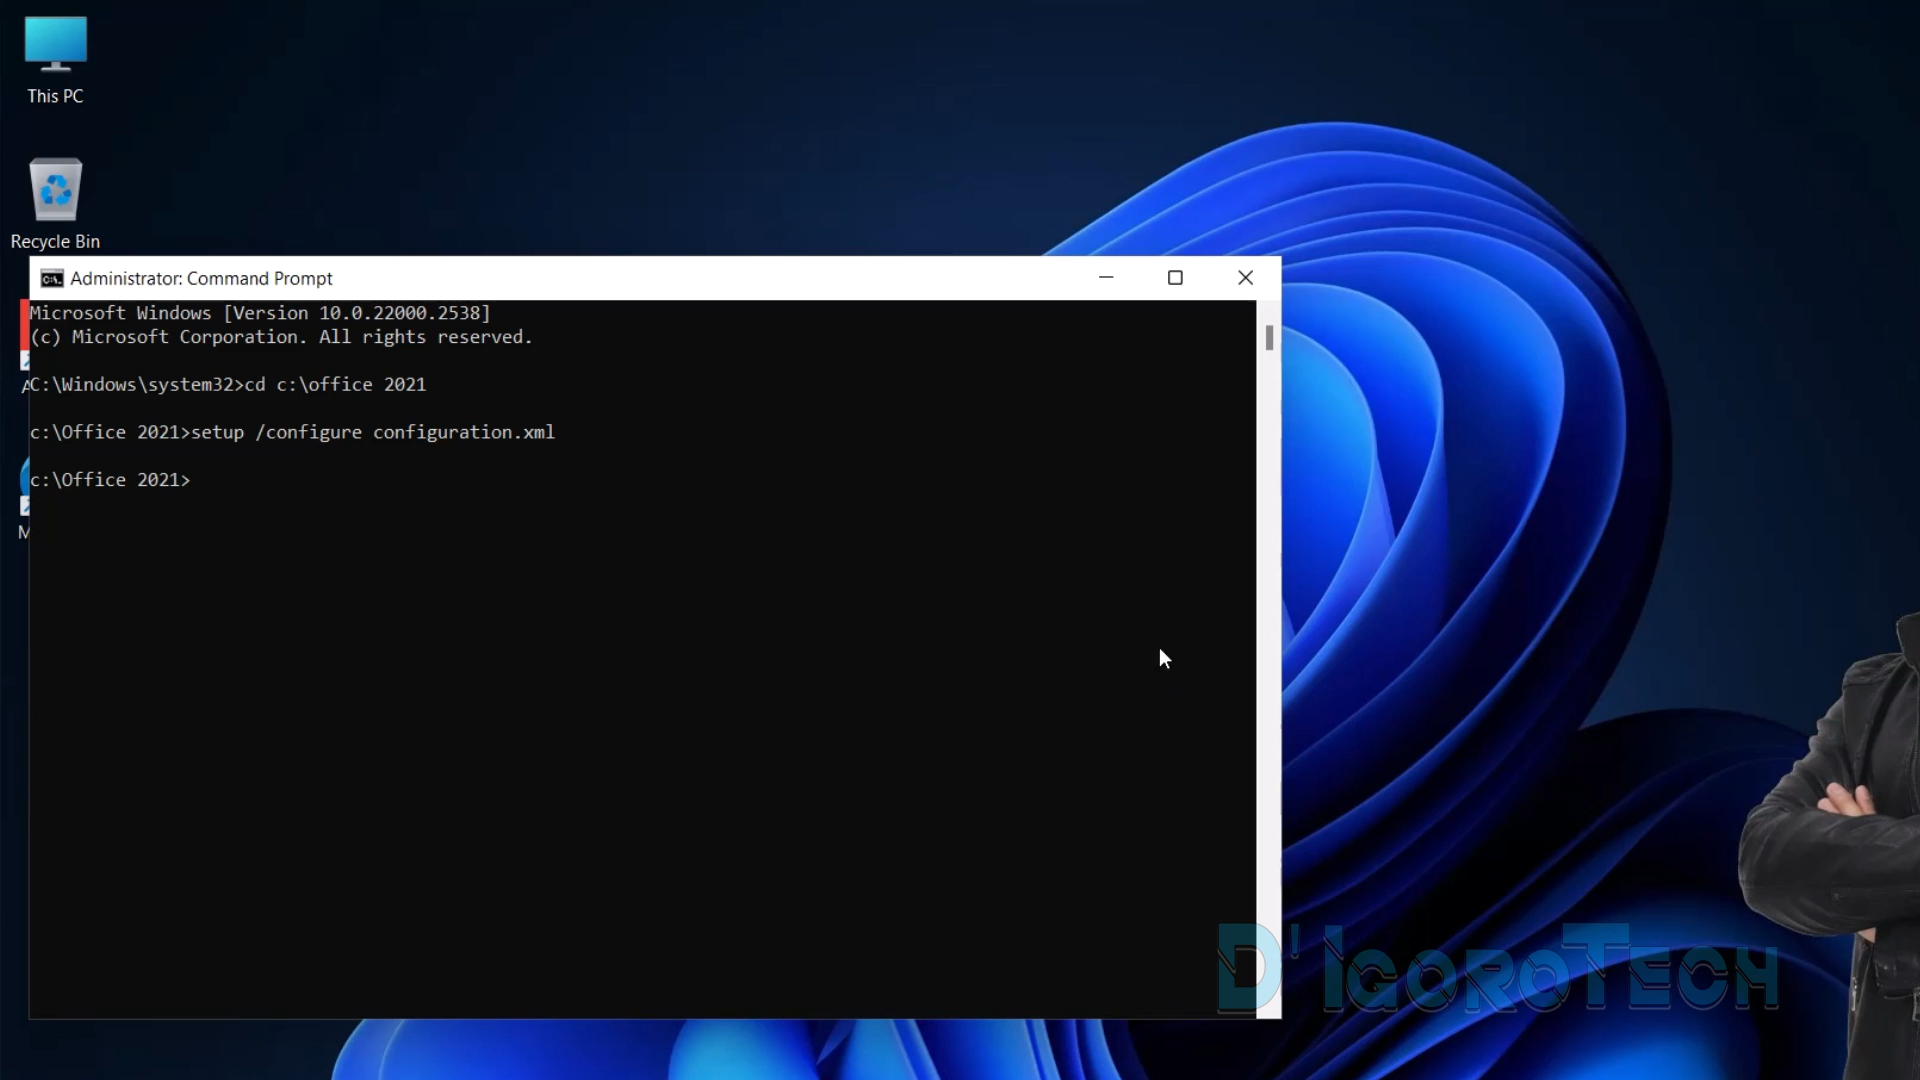 This PC
Recycle Bin
Administrator: Command Prompt
Microsoft Windows [Version 10.0.22000.2538]
(c) Microsoft Corporation. All rights reserved.
C:\Windows\system32>cd c:\office 2021
c:\Office 2021>setup /configure configuration.xml
c:\Office 2021>
D' IGOROTECH